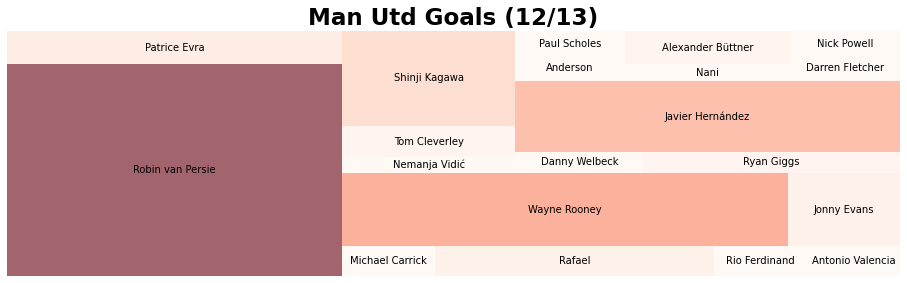 Man Utd Goals (12/13)
Patrice Evra
Robin van Persie
Shinji Kagawa
Tom Cleverley
Nemanja Vidić
Paul Scholes
Alexander Büttner
Nick Powell
Anderson
Nani
Darren Fletcher
Javier Hernández
Danny Welbeck
Ryan Giggs
Wayne Rooney
Jonny Evans
Michael Carrick
Rafael
Rio Ferdinand
Antonio Valencia